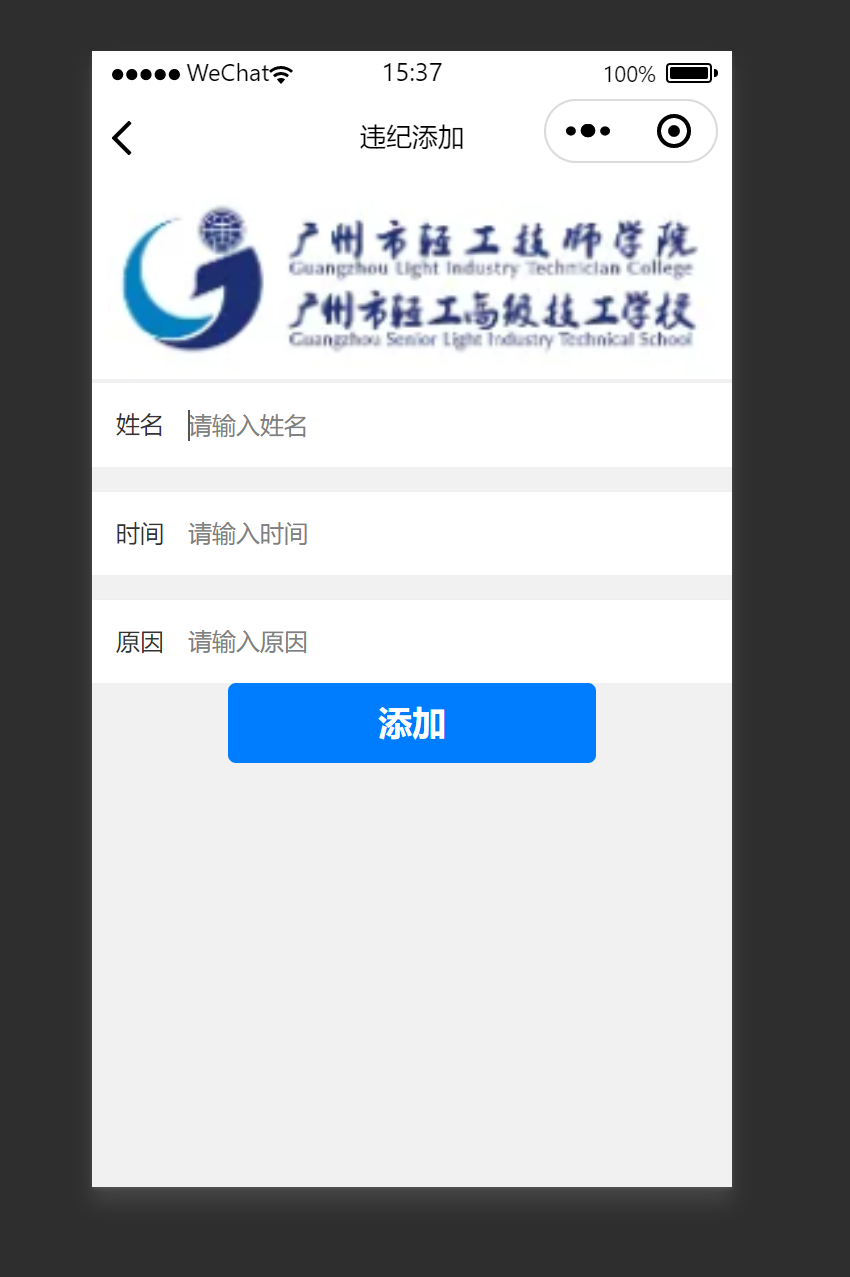 WeChat 15:37 100%
违纪添加
广州市轻工技师学院
Guangzhou Light Industry Technician College
广州市轻工高级技工学校
Guangzhou Senior Light Industry Technical School
姓名 请输入姓名
时间 请输入时间
原因 请输入原因
添加